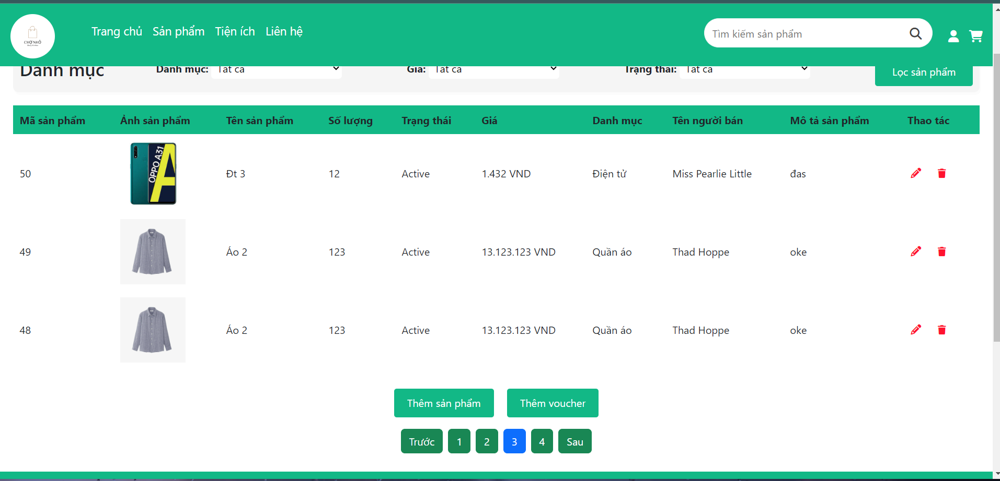 CHỢ NHỎ
Trang chủ Sản phẩm Tiện ích Liên hệ
Tìm kiếm sản phẩm
Danh mục Danh mục: Tất cả Giá: Tất cả Trạng thái: Tất cả Lọc sản phẩm
Mã sản phẩm Ảnh sản phẩm Tên sản phẩm Số lượng Trạng thái Giá Danh mục Tên người bán Mô tả sản phẩm Thao tác
OPPO A31
50 Đt 3 12 Active 1.432 VND Điện tử Miss Pearlie Little đas
49 Áo 2 123 Active 13.123.123 VND Quần áo Thad Hoppe oke
48 Áo 2 123 Active 13.123.123 VND Quần áo Thad Hoppe oke
Thêm sản phẩm Thêm voucher
Trước 1 2 3 4 Sau